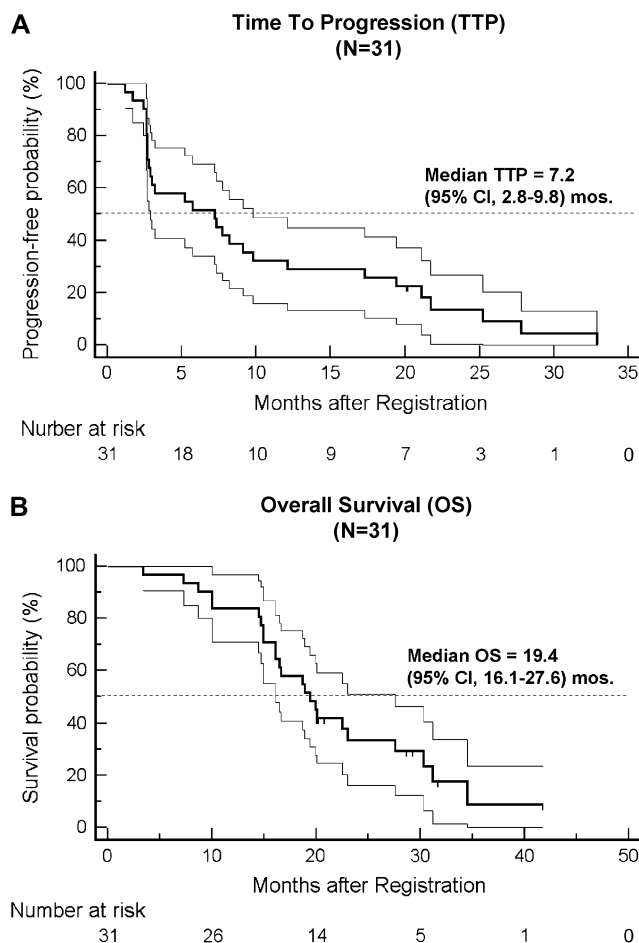 A
Time To Progression (TTP)
(N=31)
Progression-free probability (%)
100
80
60
40
20
0
Median TTP = 7.2
(95% CI, 2.8-9.8) mos.
0 5 10 15 20 25 30 35
Months after Registration
Nurber at risk
31 18 10 9 7 3 1 0
B
Overall Survival (OS)
(N=31)
Survival probability (%)
100
80
60
40
20
0
Median OS = 19.4
(95% CI, 16.1-27.6) mos.
0 10 20 30 40 50
Months after Registration
Number at risk
31 26 14 5 1 0